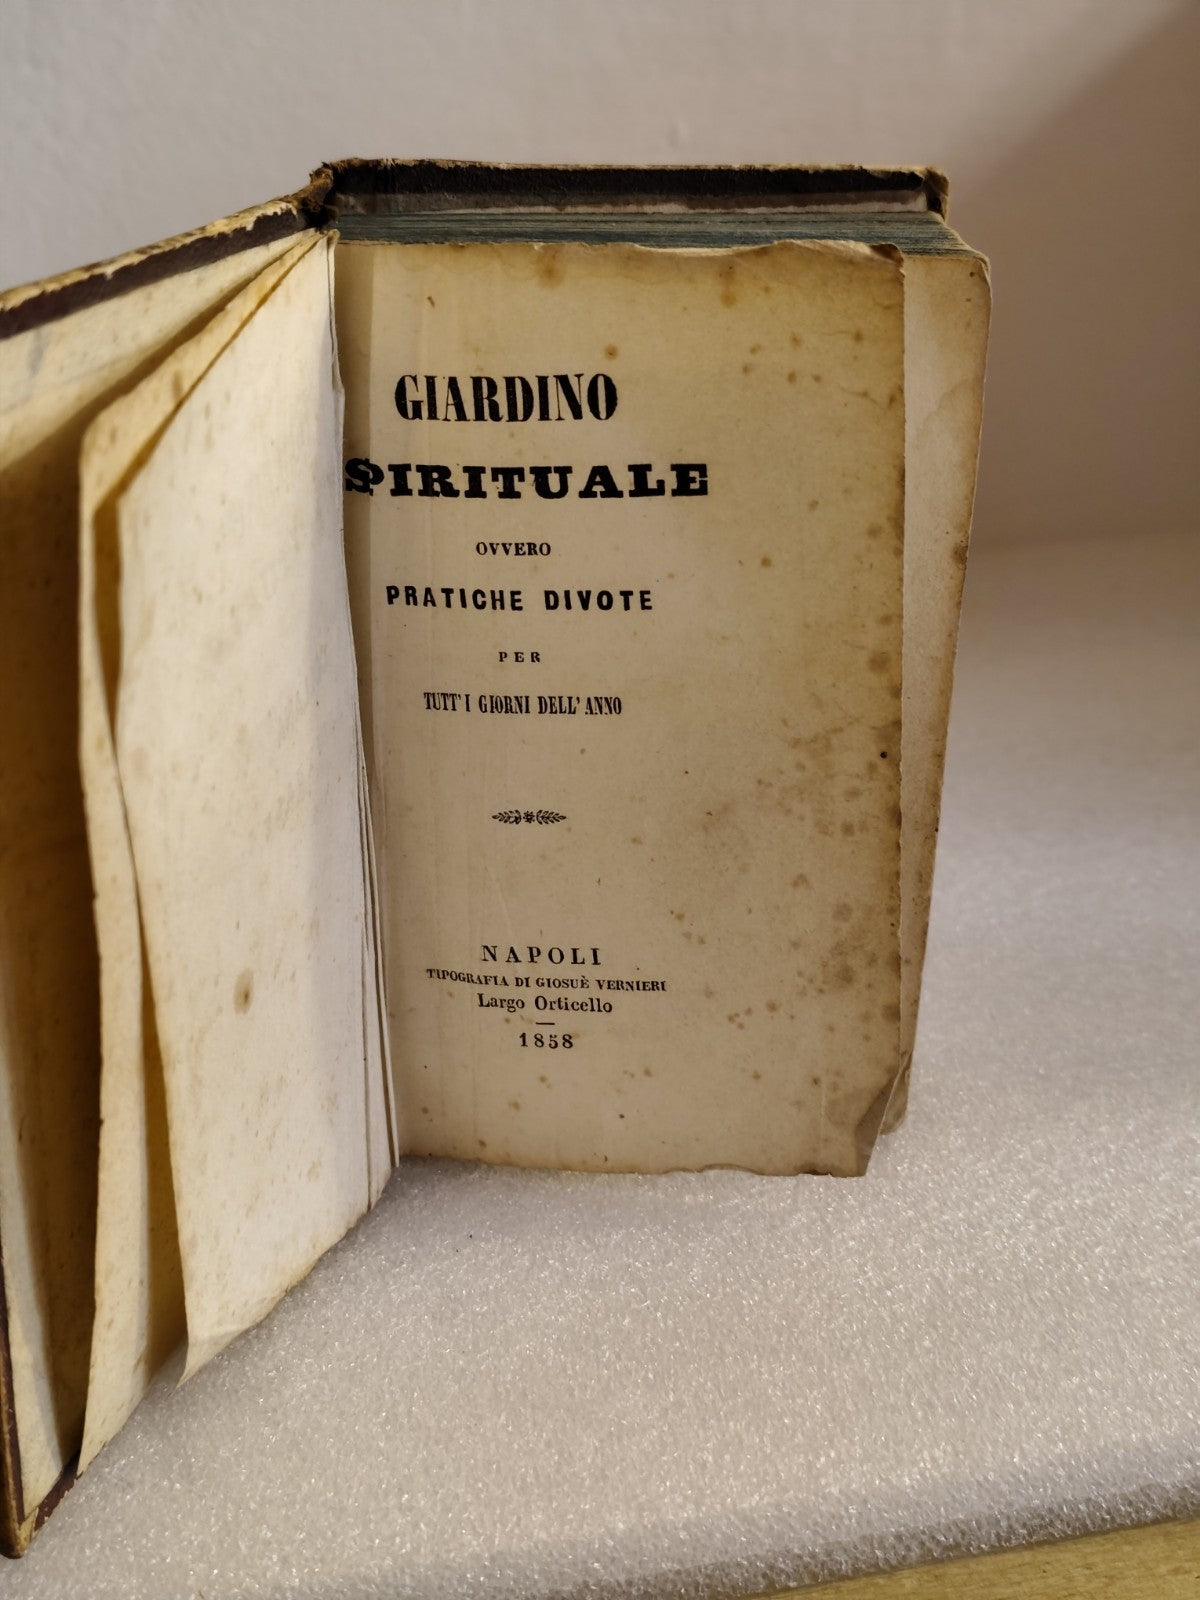 GIARDINO
SPIRITUALE
OVVERO
PRATICHE DIVOTE
PER
TUTT' I GIORNI DELL' ANNO
NAPOLI
TIPOGRAFIA DI GIOSUÈ VERNIERI
Largo Orticello
1858